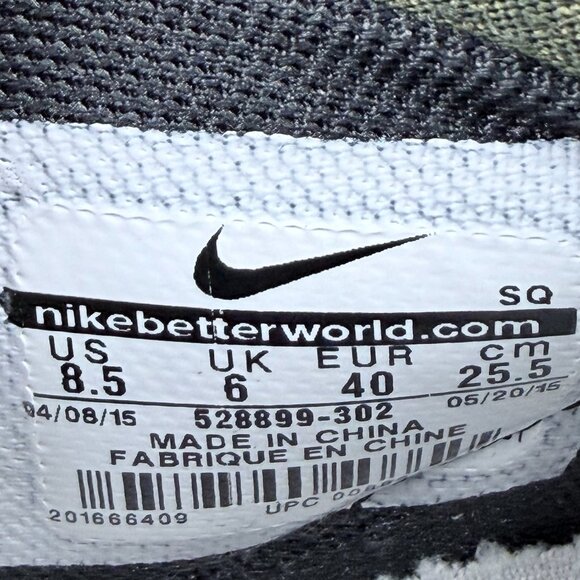 SQ
nikebetterworld.com
US UK EUR cm
8.5 6 40 25.5
04/08/15 528899-302 05/20/15
MADE IN CHINA
FABRIQUE EN CHINE
201666409 UPC